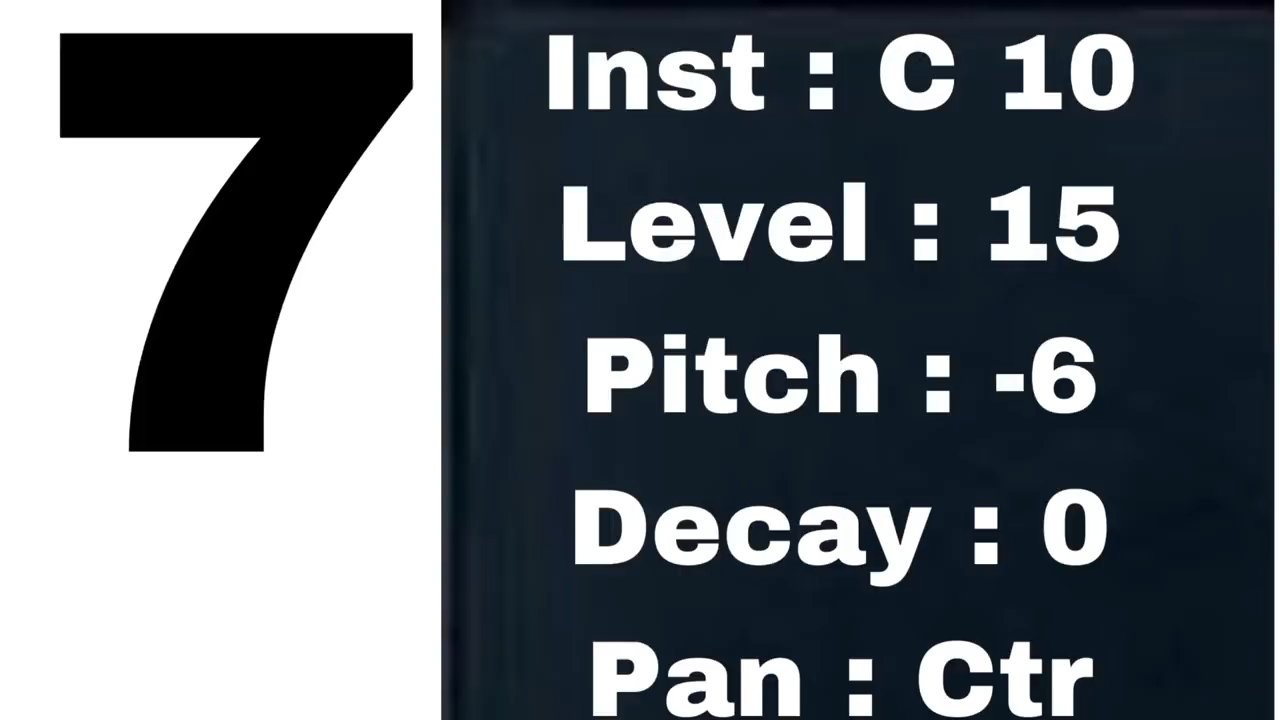 7
Inst : C 10
Level : 15
Pitch : -6
Decay : 0
Pan : Ctr